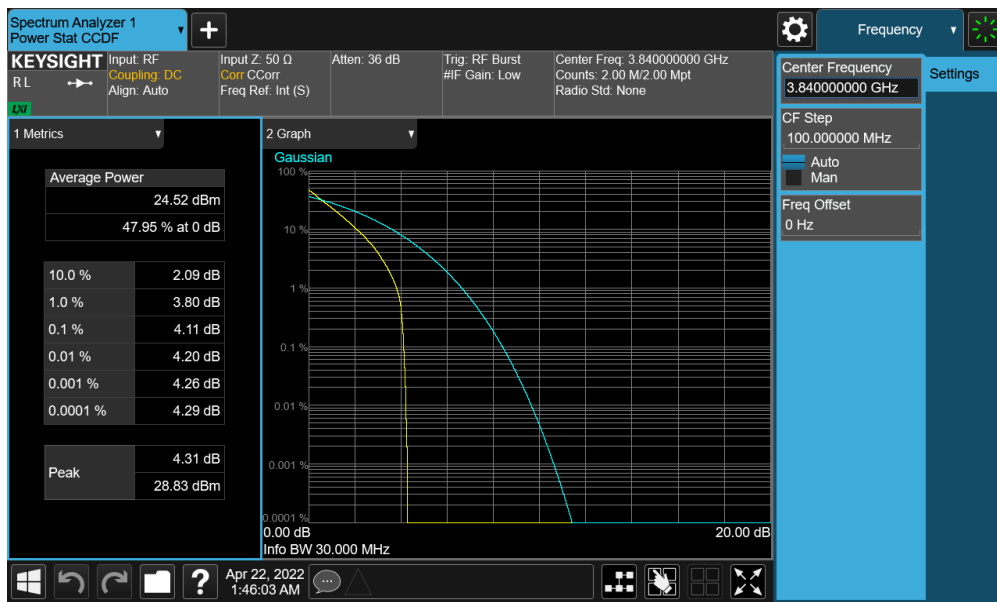 Spectrum Analyzer 1
Power Stat CCDF
+
Frequency
KEYSIGHT
R L
LXI
Input: RF
Coupling: DC
Align: Auto
Input Z: 50 Ω
Corr CCorr
Freq Ref: Int (S)
Atten: 36 dB
Trig: RF Burst
#IF Gain: Low
Center Freq: 3.840000000 GHz
Counts: 2.00 M/2.00 Mpt
Radio Std: None
Center Frequency
3.840000000 GHz
Settings
CF Step
100.000000 MHz
Auto
Man
Freq Offset
0 Hz
1 Metrics
Average Power
24.52 dBm
47.95 % at 0 dB
10.0 % 2.09 dB
1.0 % 3.80 dB
0.1 % 4.11 dB
0.01 % 4.20 dB
0.001 % 4.26 dB
0.0001 % 4.29 dB
Peak
4.31 dB
28.83 dBm
2 Graph
Gaussian
100 %
10 %
1 %
0.1 %
0.01 %
0.001 %
0.0001 %
0.00 dB
20.00 dB
Info BW 30.000 MHz
?
Apr 22, 2022
1:46:03 AM